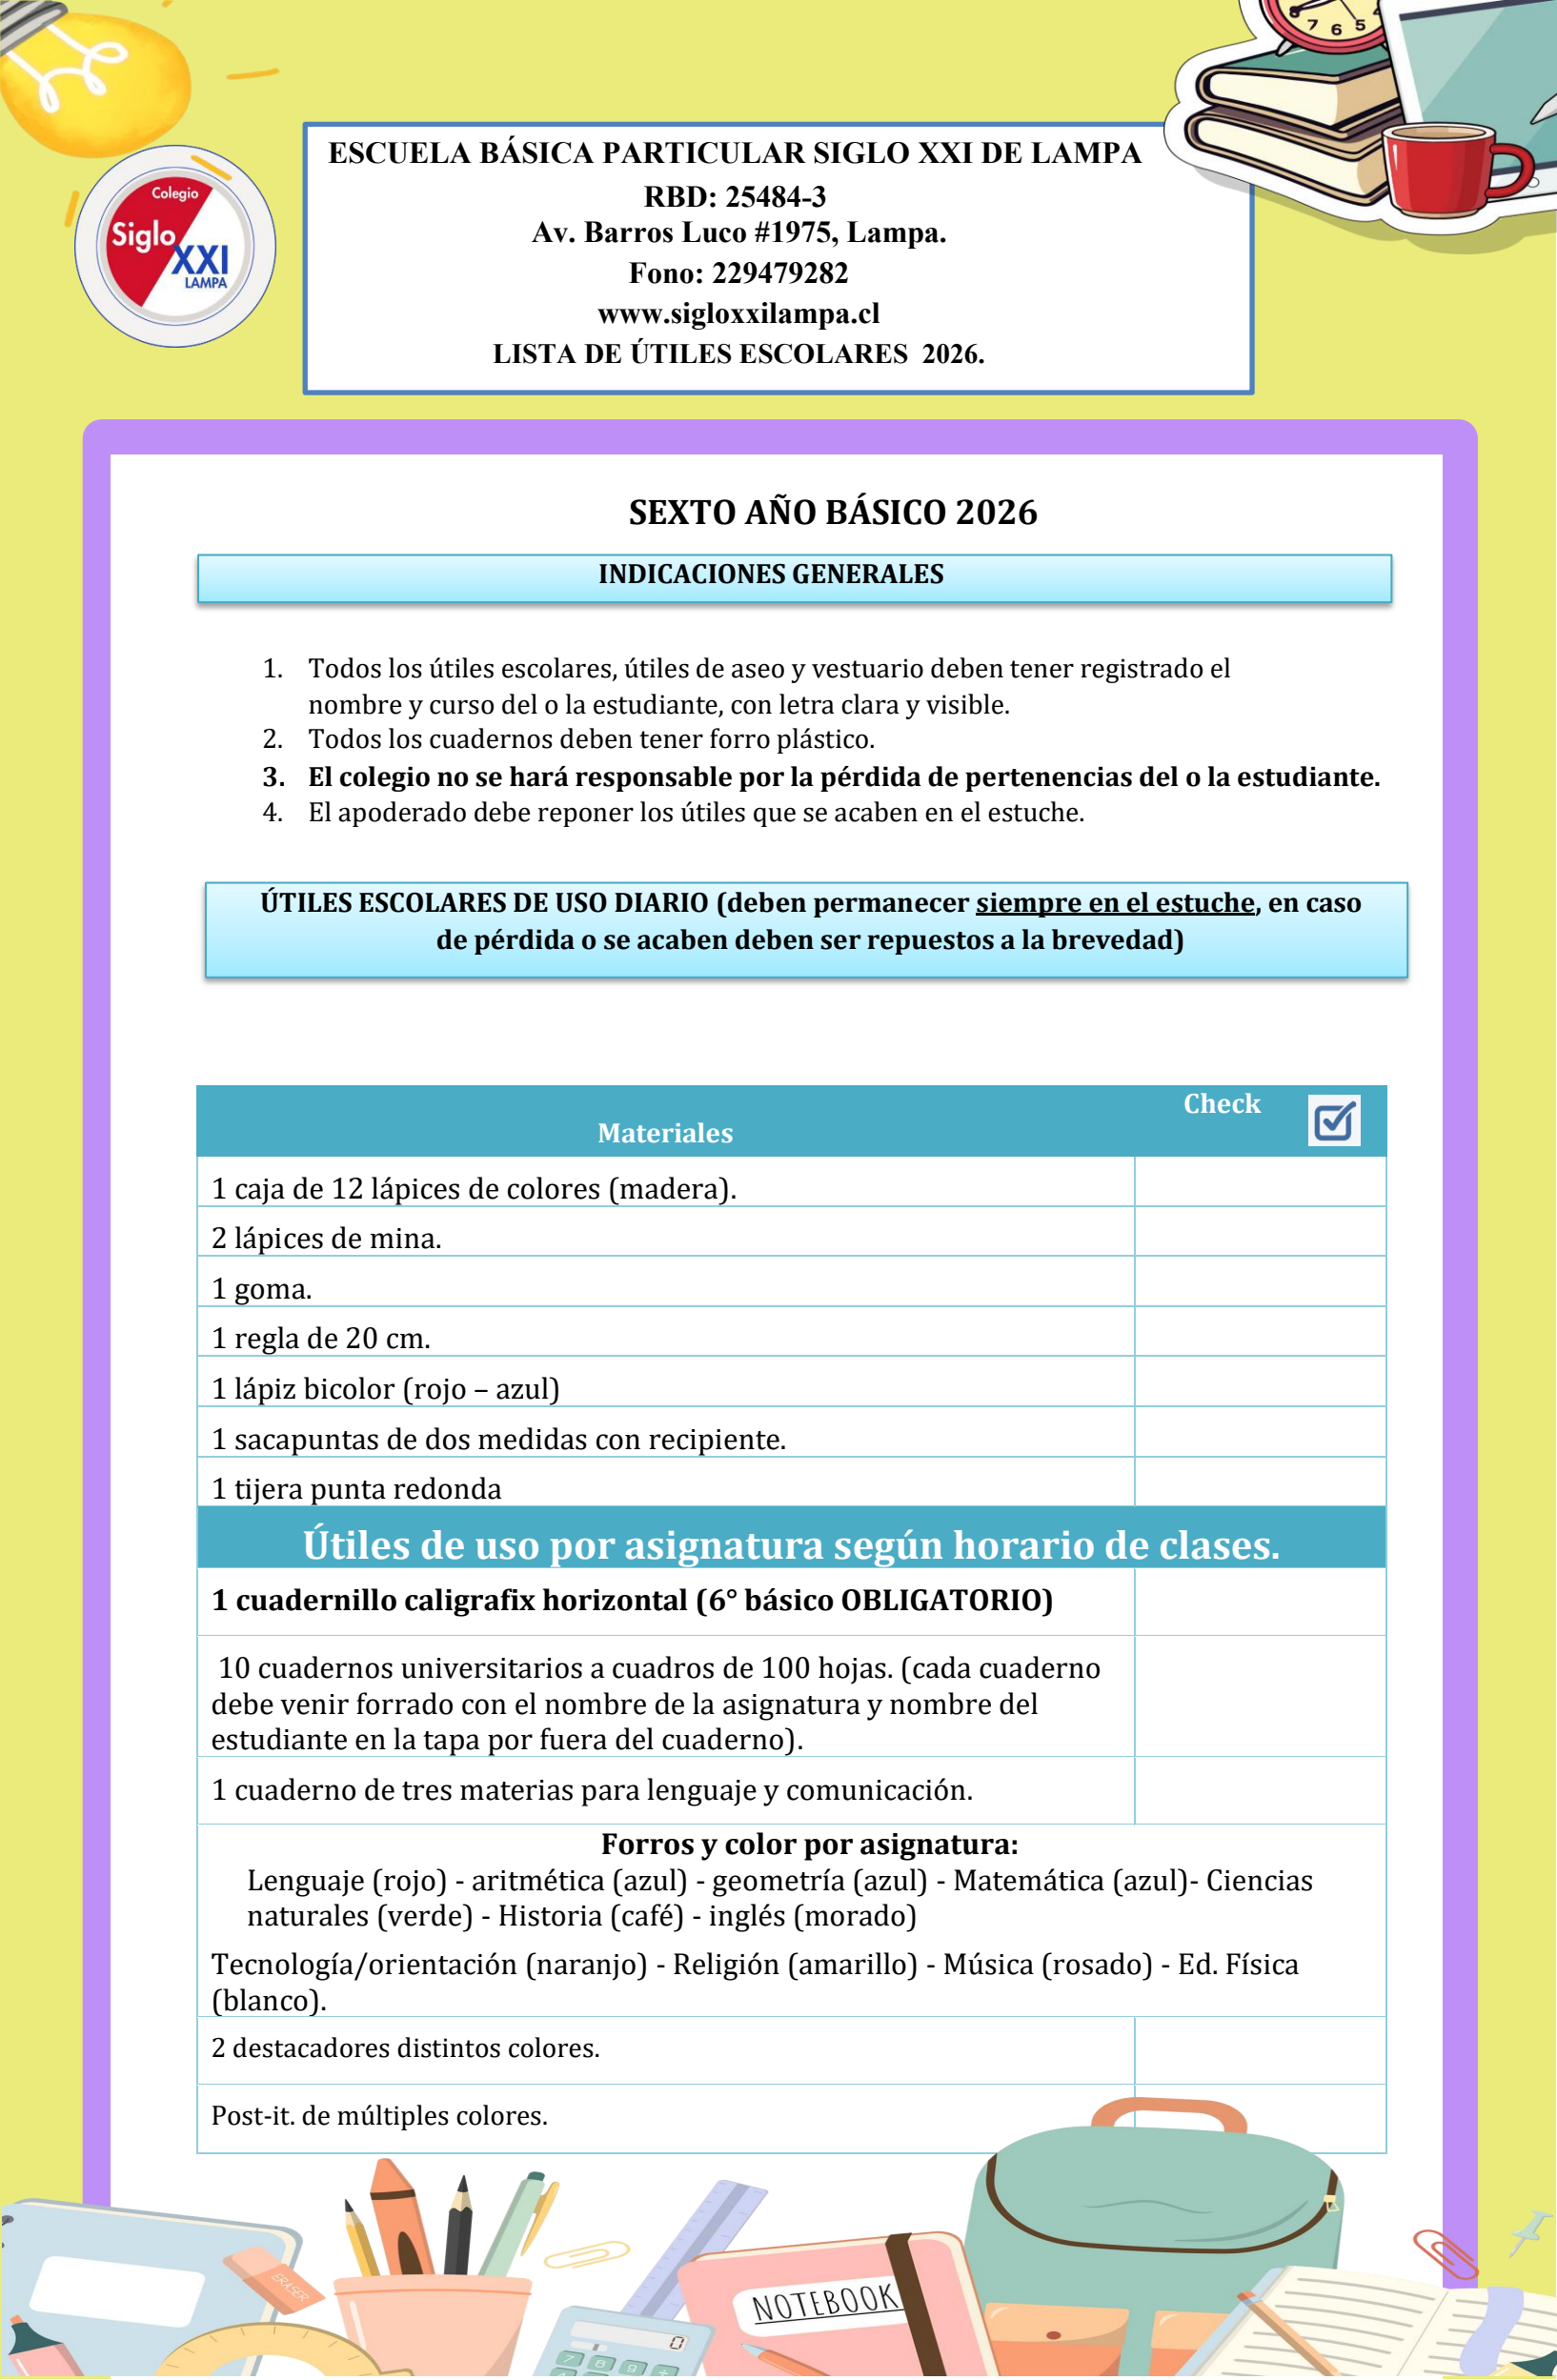 7 6 5
ESCUELA BÁSICA PARTICULAR SIGLO XXI DE LAMPA
RBD: 25484-3
Av. Barros Luco #1975, Lampa.
Fono: 229479282
www.sigloxxilampa.cl
LISTA DE ÚTILES ESCOLARES 2026.
Colegio
Siglo
XXI
LAMPA
SEXTO AÑO BÁSICO 2026
INDICACIONES GENERALES
1. Todos los útiles escolares, útiles de aseo y vestuario deben tener registrado el
nombre y curso del o la estudiante, con letra clara y visible.
2. Todos los cuadernos deben tener forro plástico.
3. El colegio no se hará responsable por la pérdida de pertenencias del o la estudiante.
4. El apoderado debe reponer los útiles que se acaben en el estuche.
ÚTILES ESCOLARES DE USO DIARIO (deben permanecer siempre en el estuche, en caso
de pérdida o se acaben deben ser repuestos a la brevedad)
Materiales Check
1 caja de 12 lápices de colores (madera).
2 lápices de mina.
1 goma.
1 regla de 20 cm.
1 lápiz bicolor (rojo – azul)
1 sacapuntas de dos medidas con recipiente.
1 tijera punta redonda
Útiles de uso por asignatura según horario de clases.
1 cuadernillo caligrafix horizontal (6° básico OBLIGATORIO)
10 cuadernos universitarios a cuadros de 100 hojas. (cada cuaderno
debe venir forrado con el nombre de la asignatura y nombre del
estudiante en la tapa por fuera del cuaderno).
1 cuaderno de tres materias para lenguaje y comunicación.
Forros y color por asignatura:
Lenguaje (rojo) - aritmética (azul) - geometría (azul) - Matemática (azul)- Ciencias
naturales (verde) - Historia (café) - inglés (morado)
Tecnología/orientación (naranjo) - Religión (amarillo) - Música (rosado) - Ed. Física
(blanco).
2 destacadores distintos colores.
Post-it. de múltiples colores.
ERASER
NOTEBOOK
0
7 8 9 ÷